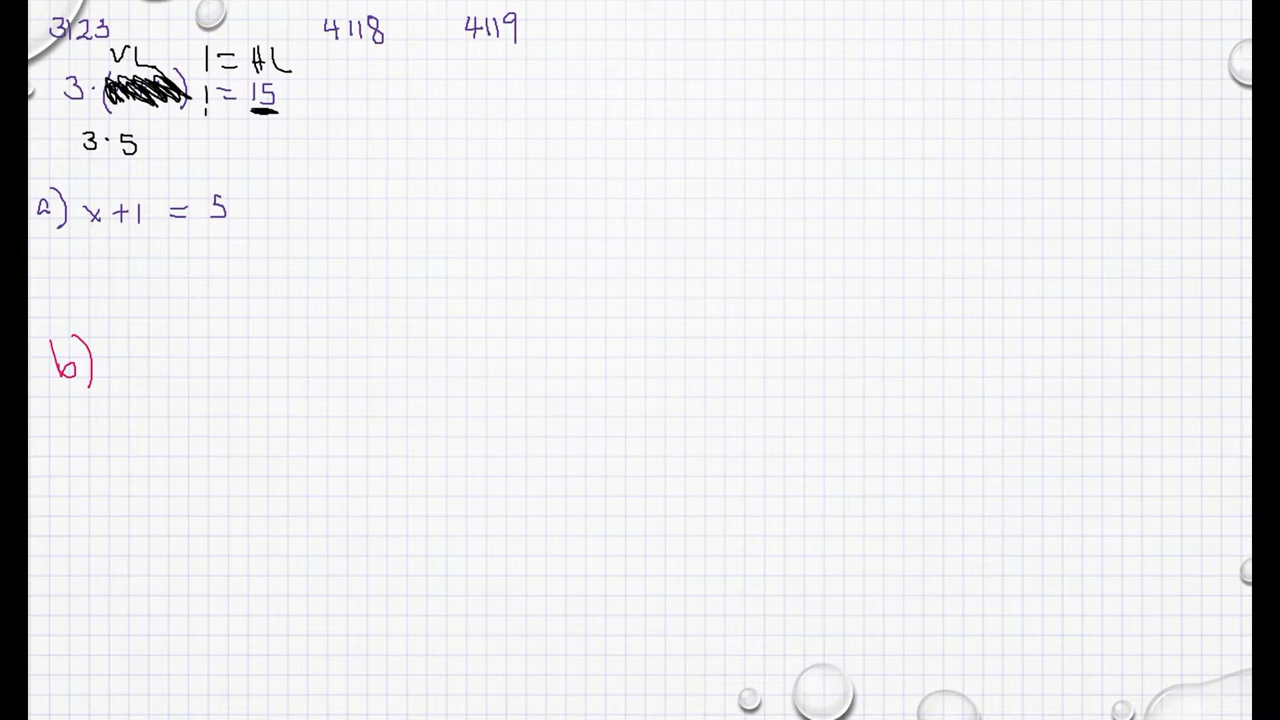 3123 4118 4119
VL | = HL
3 · ( ) | = 15
3 · 5
a) x + 1 = 5
b)